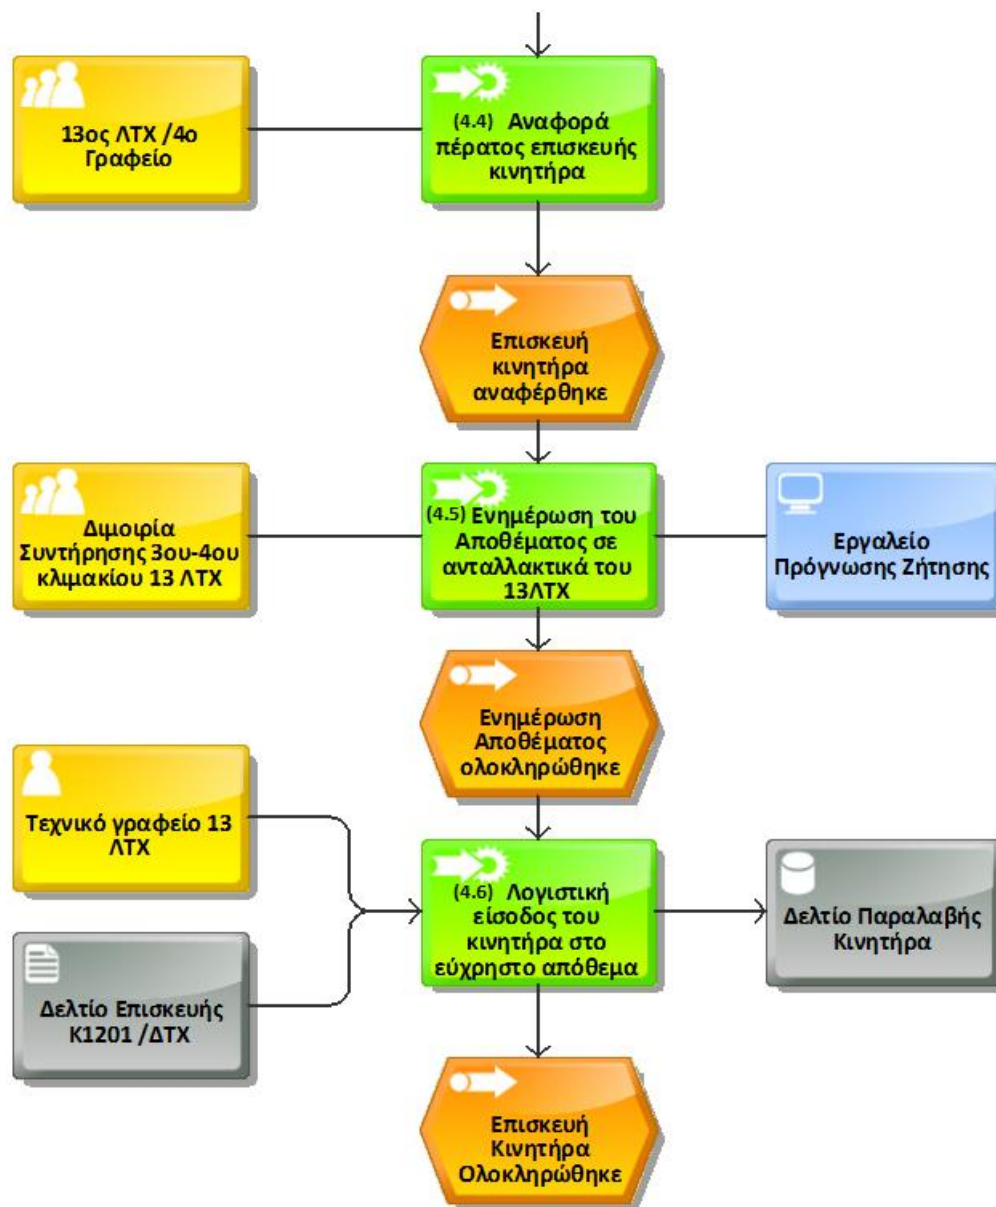 13ος ΛΤΧ /4ο
Γραφείο
(4.4) Αναφορά
πέρατος επισκευής
κινητήρα
Επισκευή
κινητήρα
αναφέρθηκε
Διμοιρία
Συντήρησης 3ου-4ου
κλιμακίου 13 ΛΤΧ
(4.5) Ενημέρωση του
Αποθέματος σε
ανταλλακτικά του
13ΛΤΧ
Εργαλείο
Πρόγνωσης Ζήτησης
Ενημέρωση
Αποθέματος
ολοκληρώθηκε
Τεχνικό γραφείο 13
ΛΤΧ
Δελτίο Επισκευής
Κ1201 /ΔΤΧ
(4.6) Λογιστική
είσοδος του
κινητήρα στο
εύχρηστο απόθεμα
Δελτίο Παραλαβής
Κινητήρα
Επισκευή
Κινητήρα
Ολοκληρώθηκε